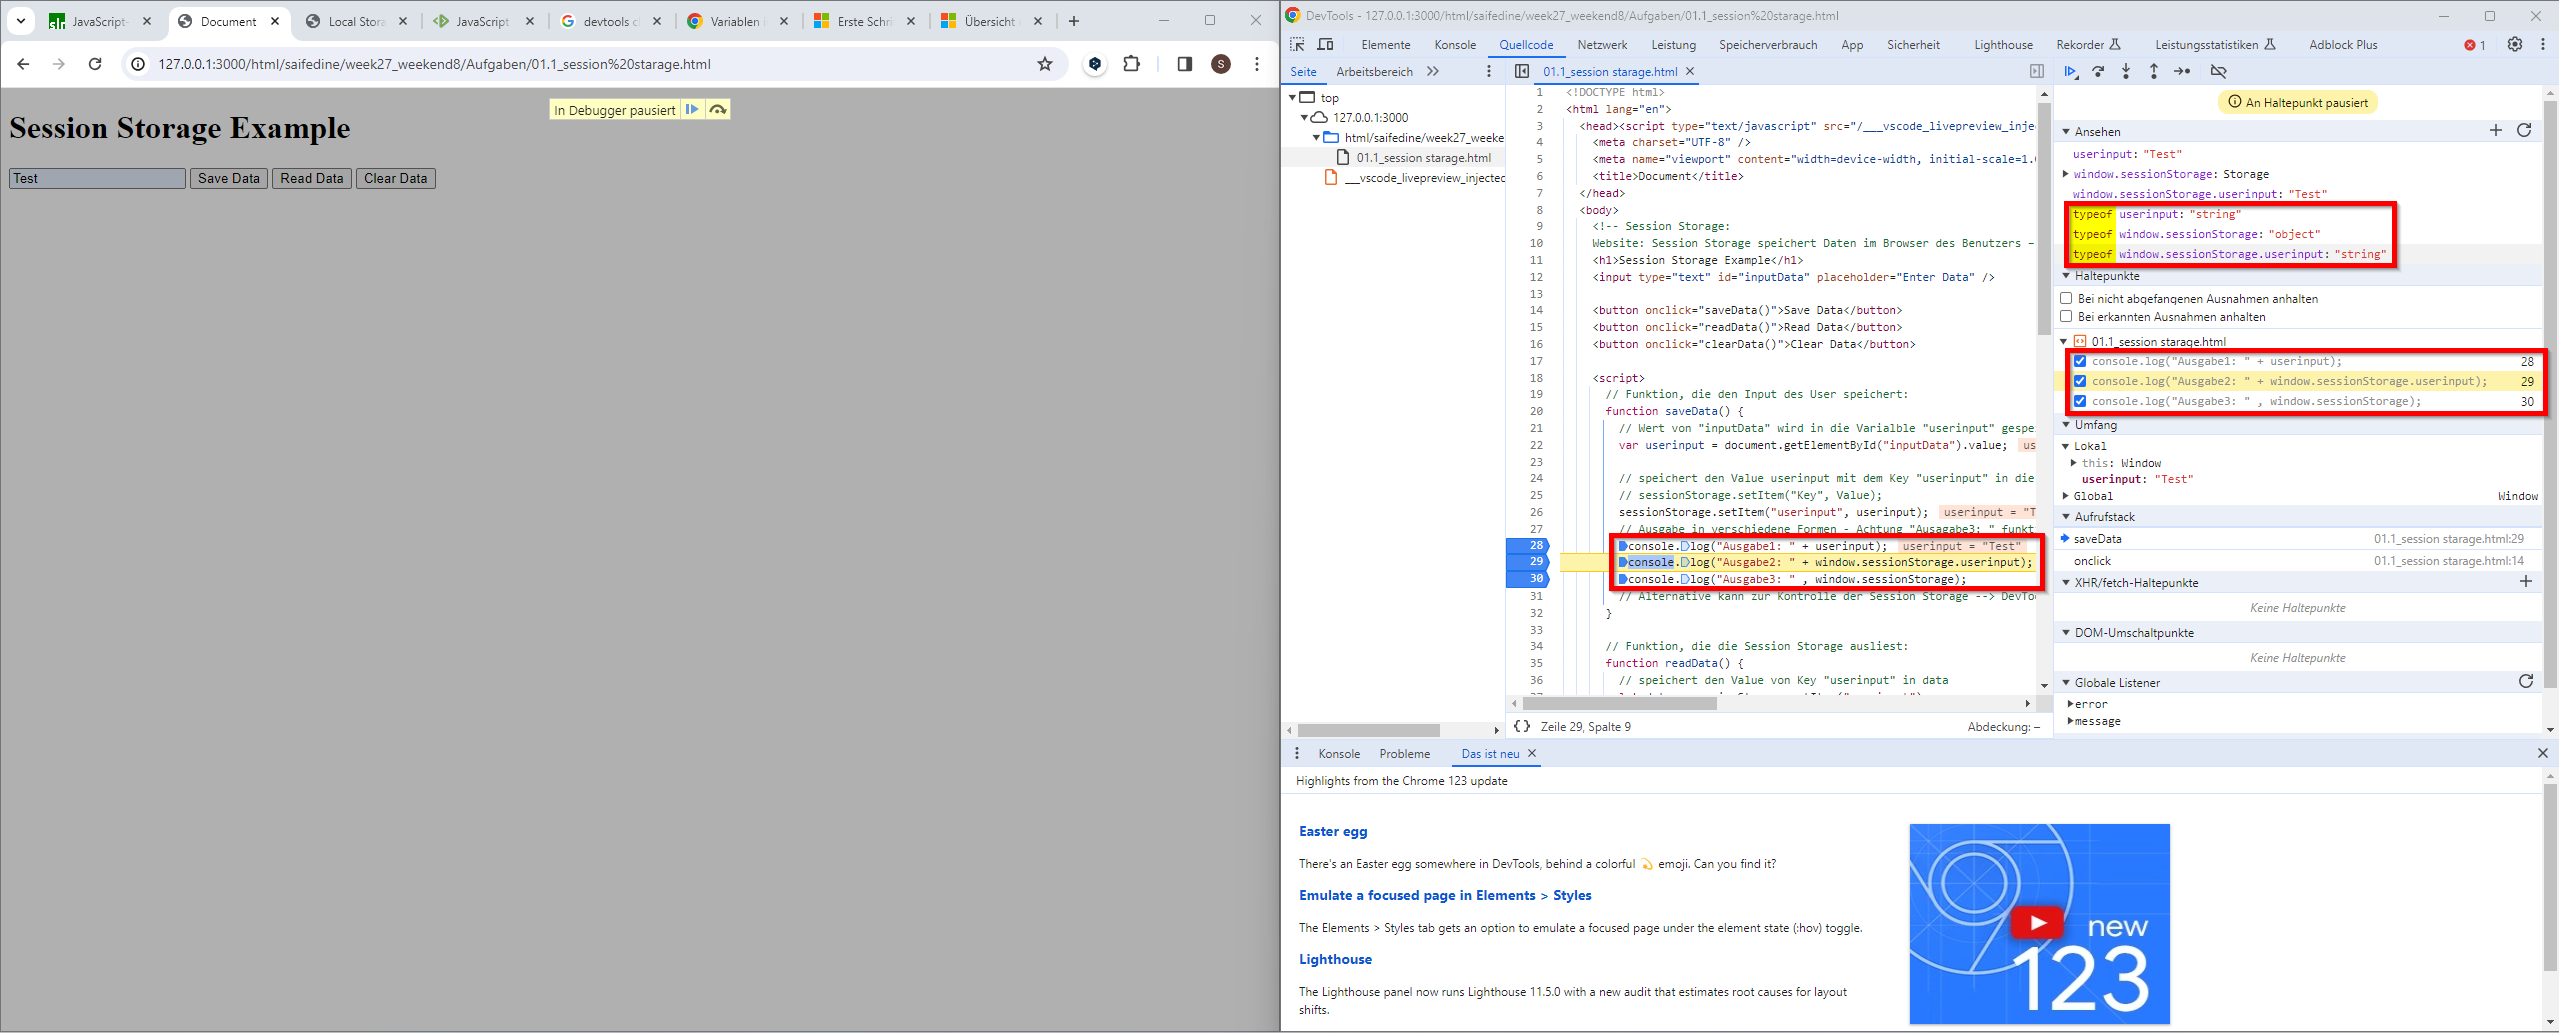 JavaScript-
Document
Local Stora
JavaScript
devtools c
Variablen i
Erste Schri
Übersicht
127.0.0.1:3000/html/saifedine/week27_weekend8/Aufgaben/01.1_session%20starage.html
S
In Debugger pausiert
Session Storage Example
Test
Save Data
Read Data
Clear Data
DevTools - 127.0.0.1:3000/html/saifedine/week27_weekend8/Aufgaben/01.1_session%20starage.html
Elemente
Konsole
Quellcode
Netzwerk
Leistung
Speicherverbrauch
App
Sicherheit
Lighthouse
Rekorder
Leistungsstatistiken
Adblock Plus
1
Seite
Arbeitsbereich
01.1_session starage.html
top
127.0.0.1:3000
html/saifedine/week27_weeke
01.1_session starage.html
__vscode_livepreview_injected
1 <!DOCTYPE html>
2 <html lang="en">
3 <head><script type="text/javascript" src="/___vscode_livepreview_inje
4 <meta charset="UTF-8" />
5 <meta name="viewport" content="width=device-width, initial-scale=1.
6 <title>Document</title>
7 </head>
8 <body>
9 <!-- Session Storage:
10 Website: Session Storage speichert Daten im Browser des Benutzers –
11 <h1>Session Storage Example</h1>
12 <input type="text" id="inputData" placeholder="Enter Data" />
13
14 <button onclick="saveData()">Save Data</button>
15 <button onclick="readData()">Read Data</button>
16 <button onclick="clearData()">Clear Data</button>
17
18 <script>
19 // Funktion, die den Input des User speichert:
20 function saveData() {
21 // Wert von "inputData" wird in die Varialble "userinput" gespe
22 var userinput = document.getElementById("inputData").value; us
23
24 // speichert den Value userinput mit dem Key "userinput" in die
25 // sessionStorage.setItem("Key", Value);
26 sessionStorage.setItem("userinput", userinput); userinput = "T
27 // Ausgabe in verschiedene Formen - Achtung "Ausagabe3: " funkt
28 console.log("Ausgabe1: " + userinput); userinput = "Test"
29 console.log("Ausgabe2: " + window.sessionStorage.userinput);
30 console.log("Ausgabe3: " , window.sessionStorage);
31 // Alternative kann zur Kontrolle der Session Storage --> DevTo
32 }
33
34 // Funktion, die die Session Storage ausliest:
35 function readData() {
36 // speichert den Value von Key "userinput" in data
Zeile 29, Spalte 9
Abdeckung: –
An Haltepunkt pausiert
Ansehen
userinput: "Test"
window.sessionStorage: Storage
window.sessionStorage.userinput: "Test"
typeof userinput: "string"
typeof window.sessionStorage: "object"
typeof window.sessionStorage.userinput: "string"
Haltepunkte
Bei nicht abgefangenen Ausnahmen anhalten
Bei erkannten Ausnahmen anhalten
01.1_session starage.html
console.log("Ausgabe1: " + userinput); 28
console.log("Ausgabe2: " + window.sessionStorage.userinput); 29
console.log("Ausgabe3: " , window.sessionStorage); 30
Umfang
Lokal
this: Window
userinput: "Test"
Global Window
Aufrufstack
saveData 01.1_session starage.html:29
onclick 01.1_session starage.html:14
XHR/fetch-Haltepunkte
Keine Haltepunkte
DOM-Umschaltpunkte
Keine Haltepunkte
Globale Listener
error
message
Konsole
Probleme
Das ist neu
Highlights from the Chrome 123 update
Easter egg
There's an Easter egg somewhere in DevTools, behind a colorful 💫 emoji. Can you find it?
Emulate a focused page in Elements > Styles
The Elements > Styles tab gets an option to emulate a focused page under the element state (:hov) toggle.
Lighthouse
The Lighthouse panel now runs Lighthouse 11.5.0 with a new audit that estimates root causes for layout
shifts.
new
123